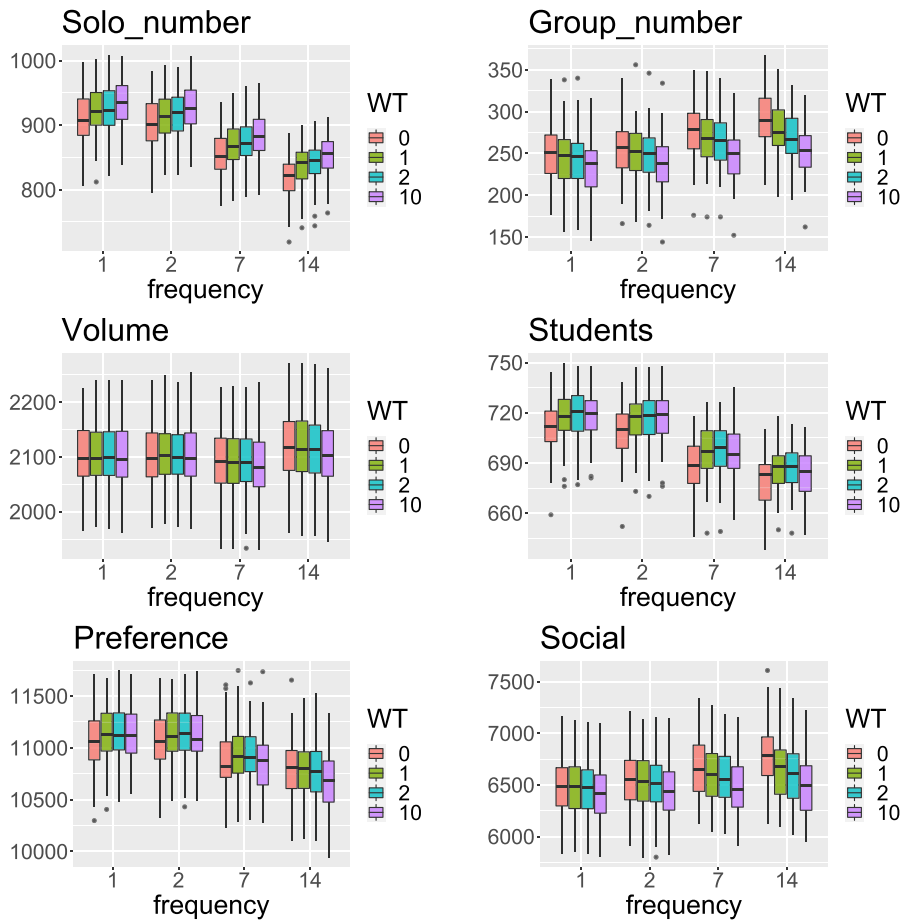 Solo_number
1000
900
800
1 2 7 14
frequency
WT
0
1
2
10
Group_number
350
300
250
200
150
1 2 7 14
frequency
WT
0
1
2
10
Volume
2200
2100
2000
1 2 7 14
frequency
WT
0
1
2
10
Students
750
720
690
660
1 2 7 14
frequency
WT
0
1
2
10
Preference
11500
11000
10500
10000
1 2 7 14
frequency
WT
0
1
2
10
Social
7500
7000
6500
6000
1 2 7 14
frequency
WT
0
1
2
10